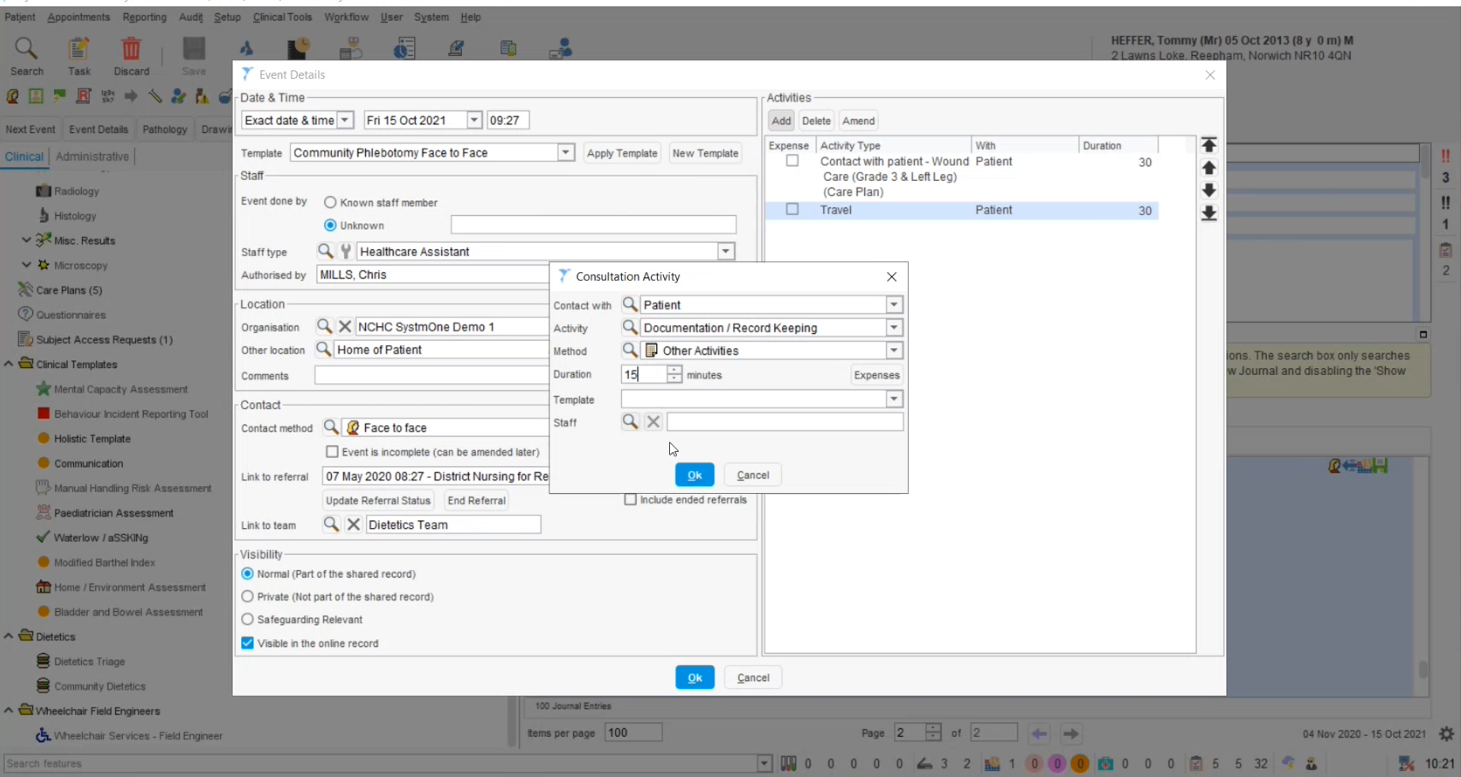 Patient Appointments Reporting Audit Setup Clinical Tools Workflow User System Help
Search Task Discard Save
HEFFER, Tommy (Mr) 05 Oct 2013 (8 y 0 m) M
2 Lawns Loke, Reepham, Norwich NR10 4QN
Next Event Event Details Pathology
Clinical Administrative
Radiology
Histology
Misc. Results
Microscopy
Care Plans (5)
Questionnaires
Subject Access Requests (1)
Clinical Templates
Mental Capacity Assessment
Behaviour Incident Reporting Tool
Holistic Template
Communication
Manual Handling Risk Assessment
Paediatrician Assessment
Waterlow / aSSKINg
Modified Barthel Index
Home / Environment Assessment
Bladder and Bowel Assessment
Dietetics
Dietetics Triage
Community Dietetics
Wheelchair Field Engineers
Wheelchair Services - Field Engineer
Search features
Event Details
Date & Time
Exact date & time Fri 15 Oct 2021 09:27
Template Community Phlebotomy Face to Face Apply Template New Template
Staff
Event done by Known staff member
Unknown
Staff type Healthcare Assistant
Authorised by MILLS, Chris
Location
Organisation NCHC SystmOne Demo 1
Other location Home of Patient
Comments
Contact
Contact method Face to face
Event is incomplete (can be amended later)
Link to referral 07 May 2020 08:27 - District Nursing for Re
Update Referral Status End Referral Include ended referrals
Link to team Dietetics Team
Visibility
Normal (Part of the shared record)
Private (Not part of the shared record)
Safeguarding Relevant
Visible in the online record
Ok Cancel
Activities
Add Delete Amend
Expense Activity Type With Duration
Contact with patient - Wound Patient 30
Care (Grade 3 & Left Leg)
(Care Plan)
Travel Patient 30
Consultation Activity
Contact with Patient
Activity Documentation / Record Keeping
Method Other Activities
Duration 15 minutes Expenses
Template
Staff
Ok Cancel
!!
3
!!
1
2
ions. The search box only searches
w Journal and disabling the 'Show
100 Journal Entries
Items per page 100 Page 2 of 2 04 Nov 2020 - 15 Oct 2021
0 0 0 0 0 3 2 1 0 0 0 0 0 0 5 5 32 10:21